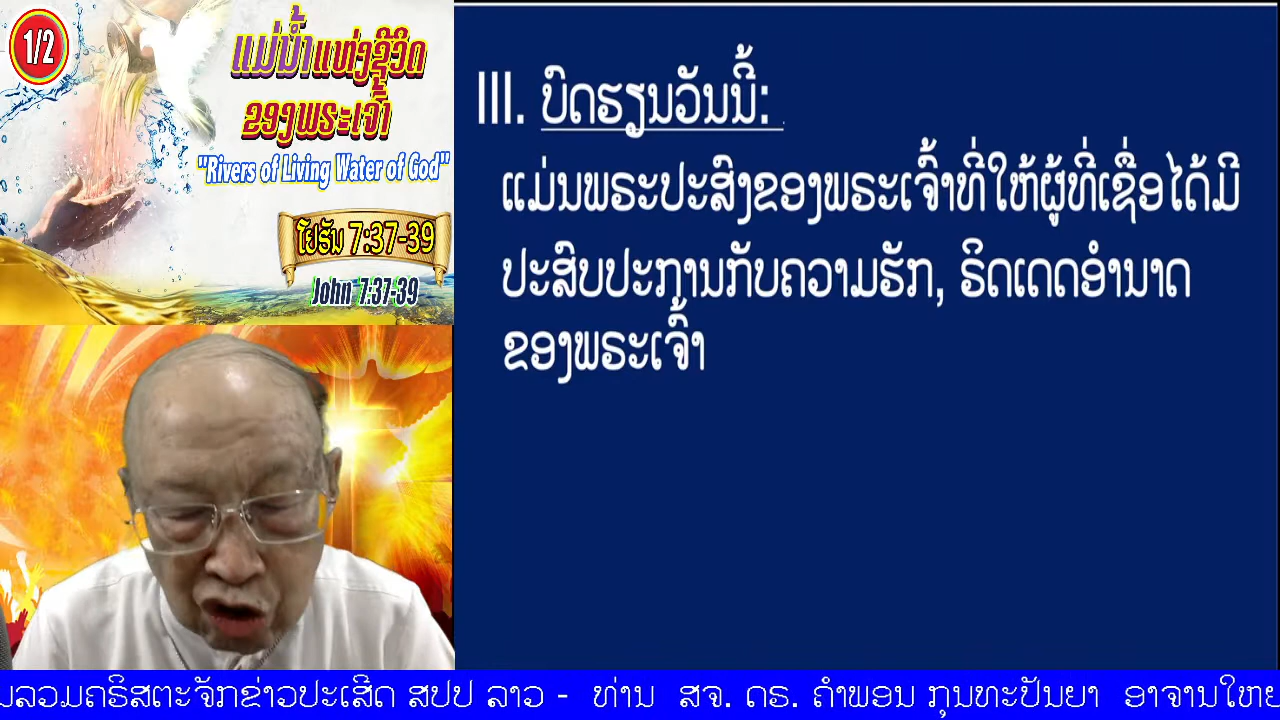 1/2
ແມ່ນ້ຳແຫ່ງຊີວິດ
ຂອງພຣະເຈົ້າ
"Rivers of Living Water of God"
ໂຢຮັນ 7:37-39
John 7:37-39
III. ບົດຮຽນວັນນີ້:
ແມ່ນພຣະປະສົງຂອງພຣະເຈົ້າທີ່ໃຫ້ຜູ້ທີ່ເຊື່ອໄດ້ມີ
ປະສົບປະການກັບຄວາມຮັກ, ຣິດເດດອຳນາດ
ຂອງພຣະເຈົ້າ
ລວມຄຣິສຕະຈັກຂ່າວປະເສີດ ສປປ ລາວ - ທ່ານ ສຈ. ດຣ. ຄຳພອນ ກຸນທະປັນຍາ ອາຈານໃຫຍ